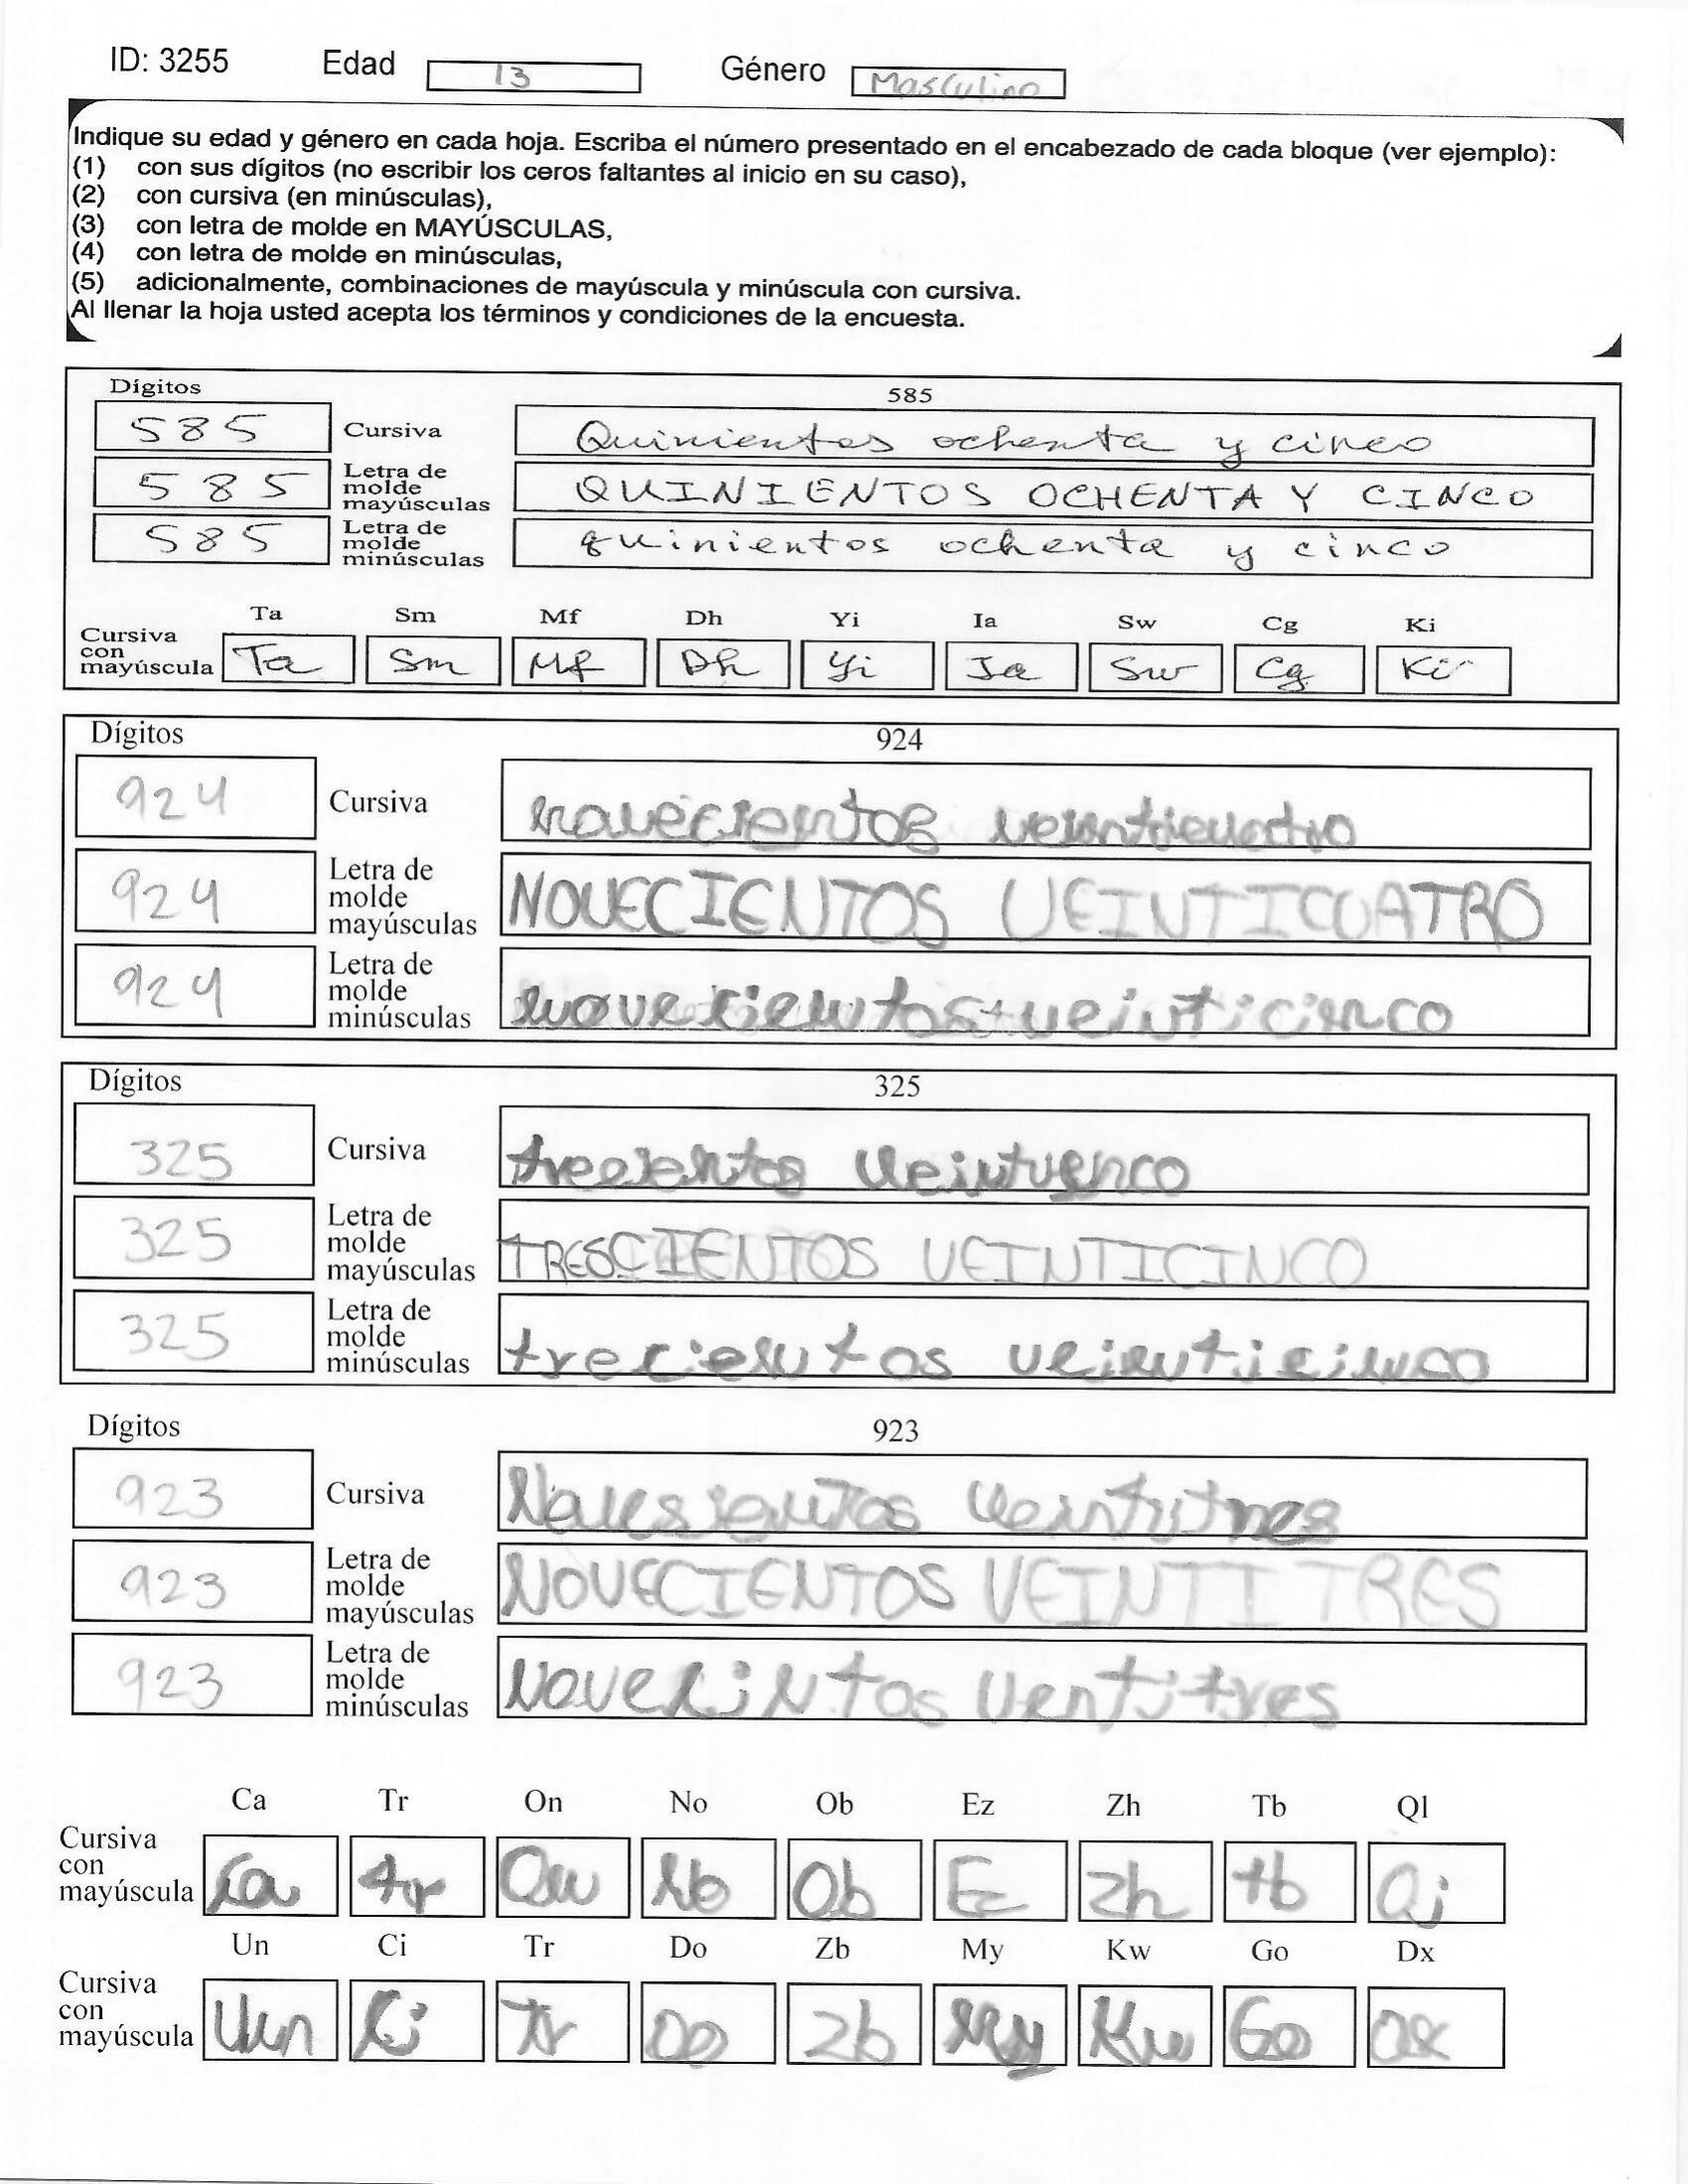 ID: 3255 Edad 13 Género Masculino
Indique su edad y género en cada hoja. Escriba el número presentado en el encabezado de cada bloque (ver ejemplo):
(1) con sus dígitos (no escribir los ceros faltantes al inicio en su caso),
(2) con cursiva (en minúsculas),
(3) con letra de molde en MAYÚSCULAS,
(4) con letra de molde en minúsculas,
(5) adicionalmente, combinaciones de mayúscula y minúscula con cursiva.
Al llenar la hoja usted acepta los términos y condiciones de la encuesta.
Dígitos 585
585 Cursiva Quinientos ochenta y cinco
585 Letra de molde mayúsculas QUINIENTOS OCHENTA Y CINCO
585 Letra de molde minúsculas quinientos ochenta y cinco
Ta Sm Mf Dh Yi Ia Sw Cg Ki
Cursiva con mayúscula Ta Sm Mf Dh Yi Ia Sw Cg Ki
Dígitos 924
924 Cursiva novecientos veinticuatro
924 Letra de molde mayúsculas NOVECIENTOS VEINTICUATRO
924 Letra de molde minúsculas novecientos veinticinco
Dígitos 325
325 Cursiva
325 Letra de molde mayúsculas TRESCIENTOS VEINTICINCO
325 Letra de molde minúsculas trecientos veinticinco
Dígitos 923
923 Cursiva Novesientos
923 Letra de molde mayúsculas NOVECIENTOS VEINTITRES
923 Letra de molde minúsculas Novecintos Ventitres
Ca Tr On No Ob Ez Zh Tb Ql
Cursiva con mayúscula Ca tr On No Ob Ez Zh tb Qj
Un Ci Tr Do Zb My Kw Go Dx
Cursiva con mayúscula Un Ci Tr Do Zb My Kw Go Dx